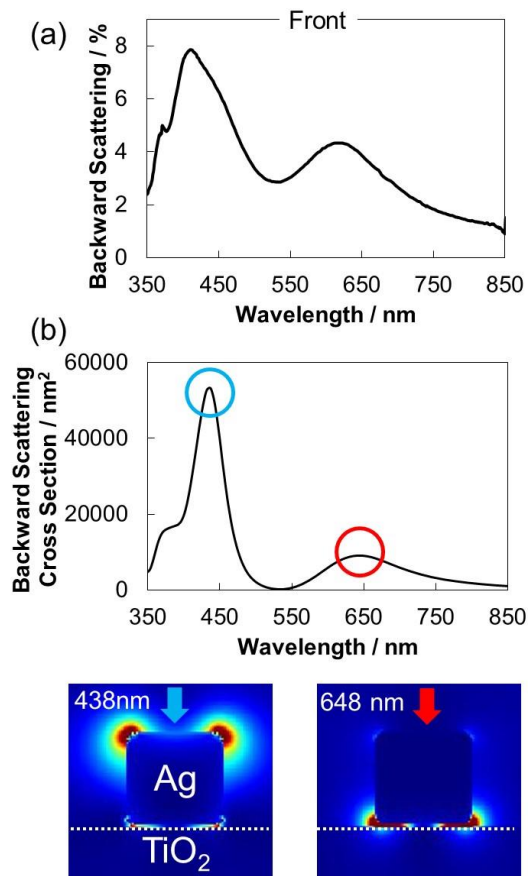 (a)
Front
Backward Scattering / %
8
6
4
2
0
350 450 550 650 750 850
Wavelength / nm
(b)
Backward Scattering
Cross Section / nm²
60000
40000
20000
0
350 450 550 650 750 850
Wavelength / nm
438nm
Ag
TiO₂
648 nm